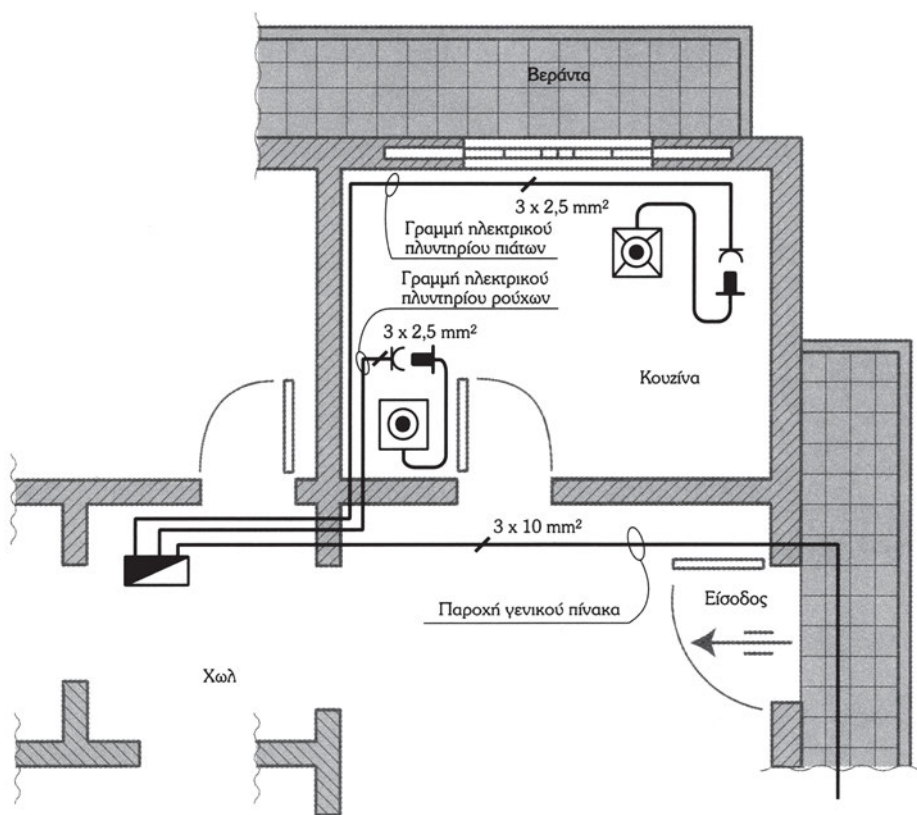 Βεράντα
3 x 2,5 mm²
Γραμμή ηλεκτρικού
πλυντηρίου πιάτων
Γραμμή ηλεκτρικού
πλυντηρίου ρούχων
3 x 2,5 mm²
Κουζίνα
3 x 10 mm²
Είσοδος
Παροχή γενικού πίνακα
Χωλ